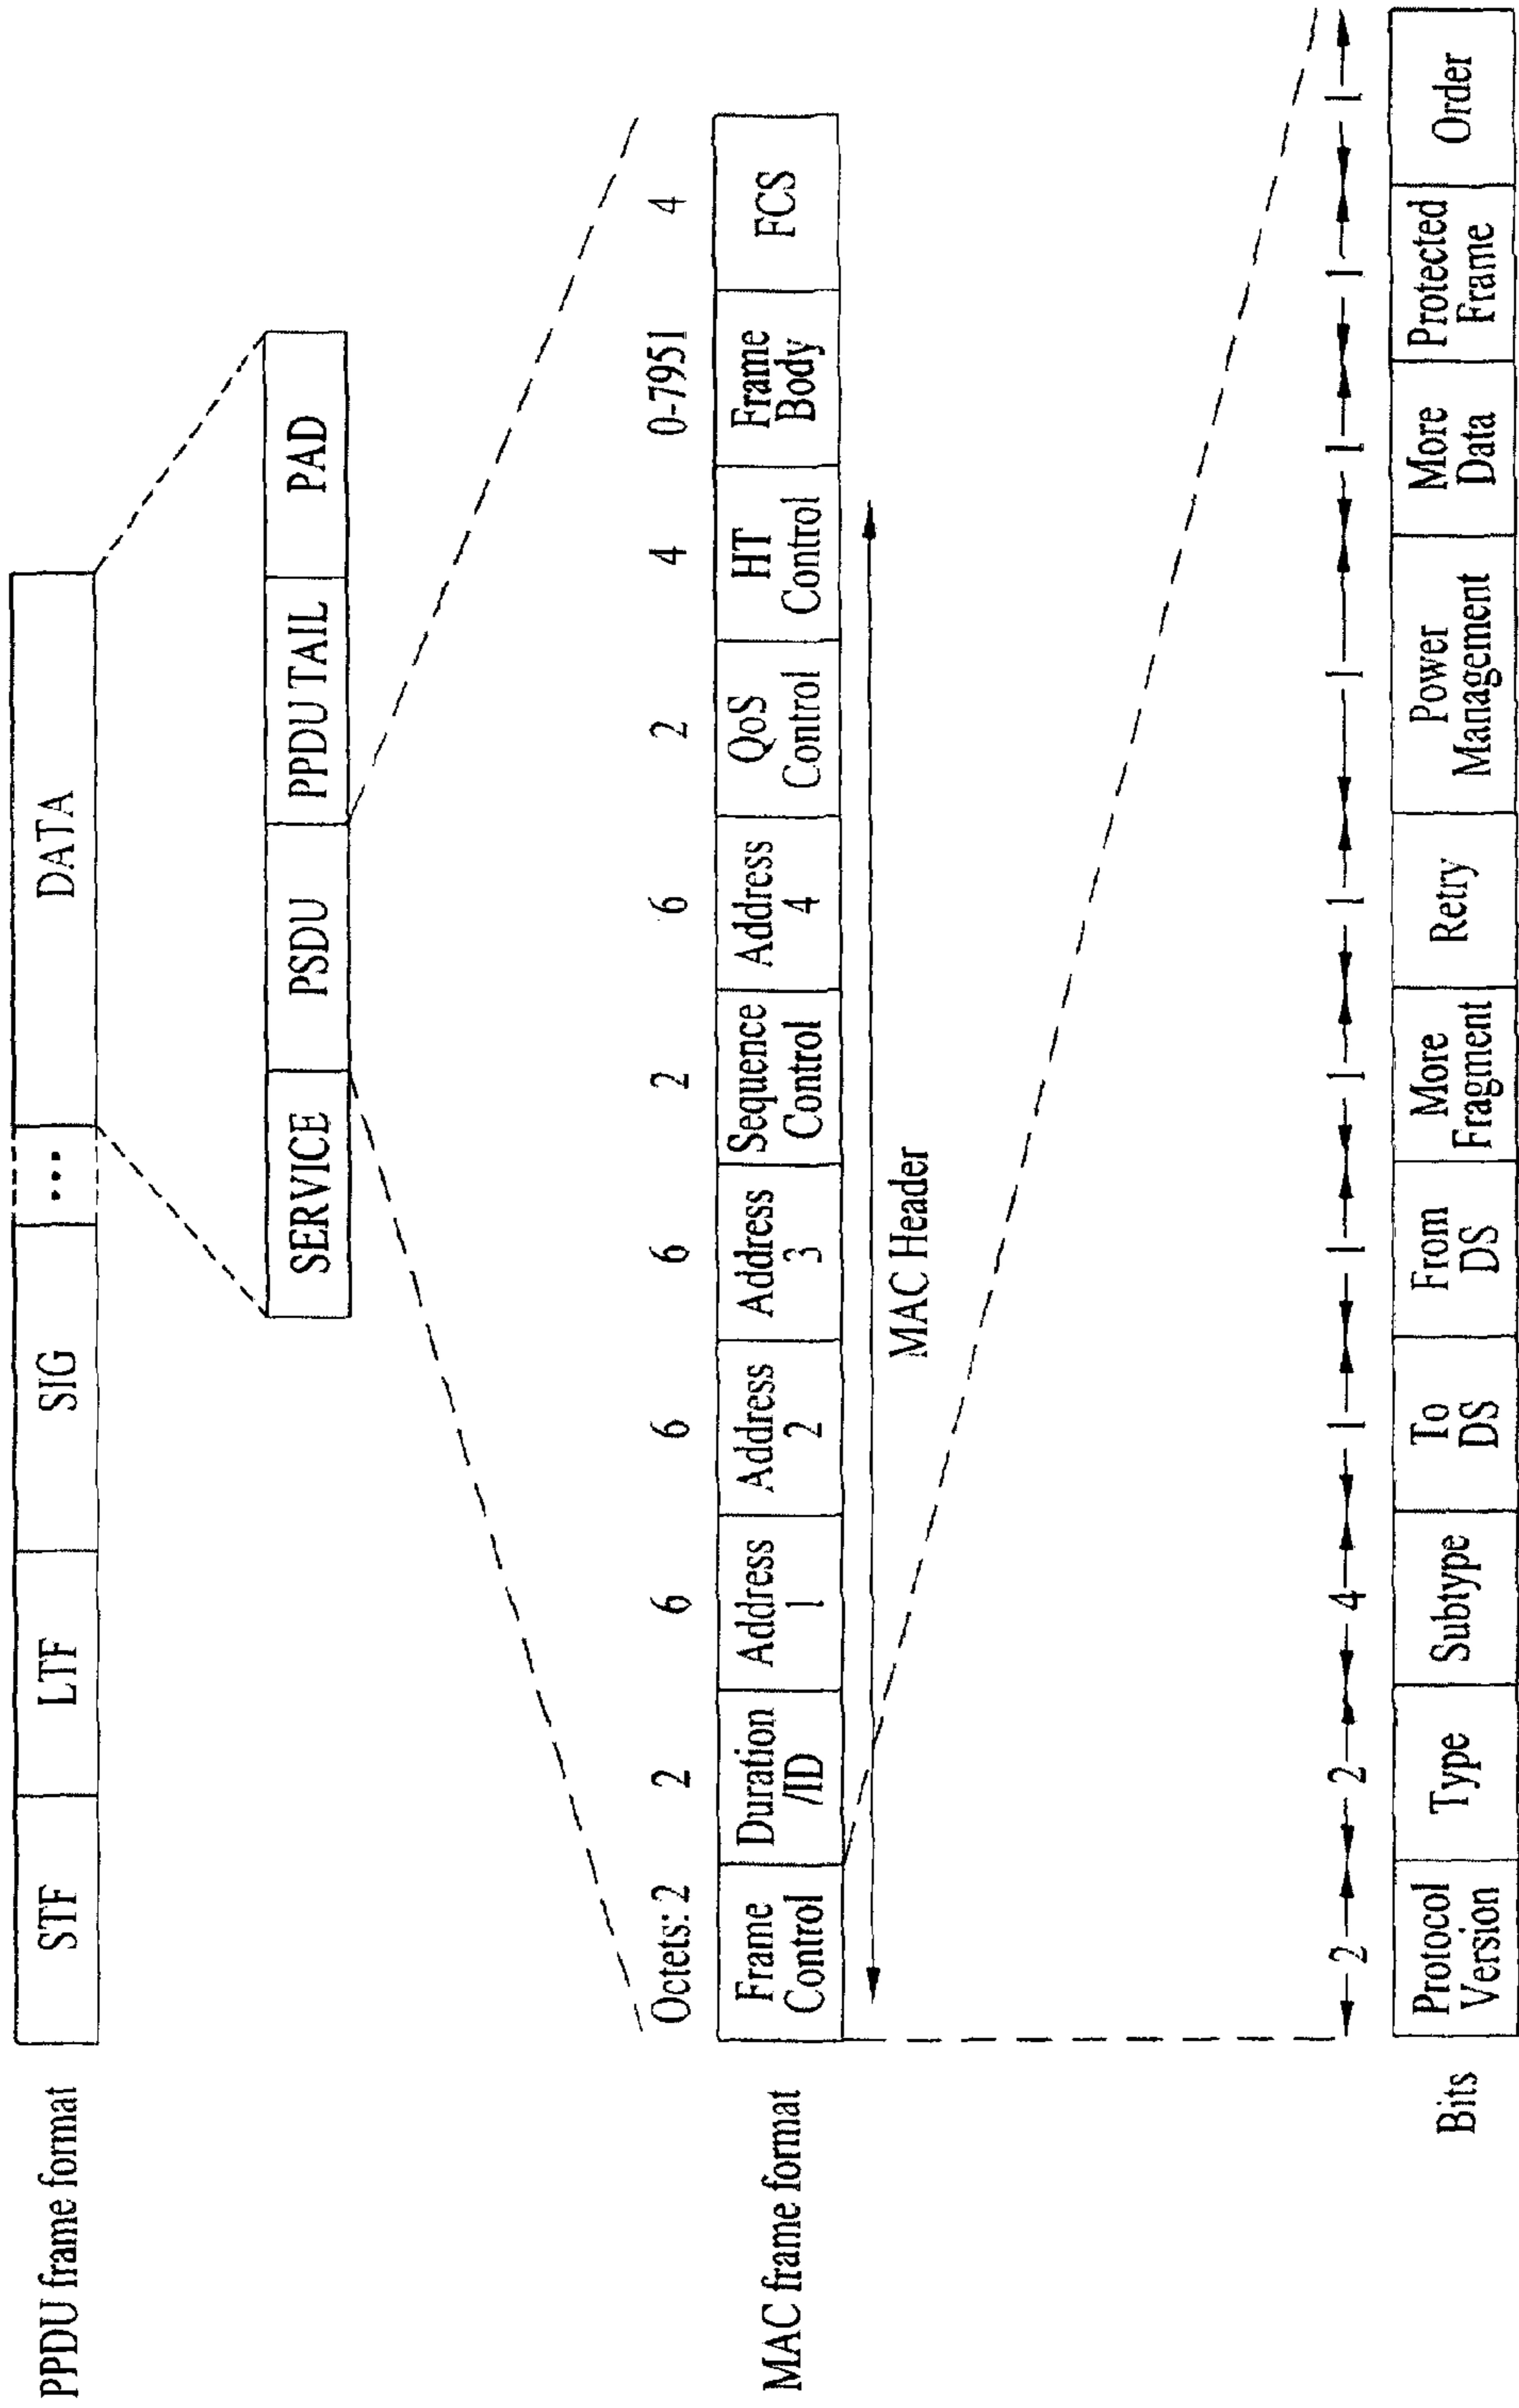 PPDU frame format
STF LTF SIG ... DATA
SERVICE PSDU PPDU TAIL PAD
Octets: 2 2 6 6 6 2 6 2 4 0-7951 4
MAC frame format
Frame Control
Duration /ID
Address 1
Address 2
Address 3
Sequence Control
Address 4
QoS Control
HT Control
Frame Body
FCS
MAC Header
2 2 4 1 1 1 1 1 1 1 1
Bits
Protocol Version
Type
Subtype
To DS
From DS
More Fragment
Retry
Power Management
More Data
Protected Frame
Order